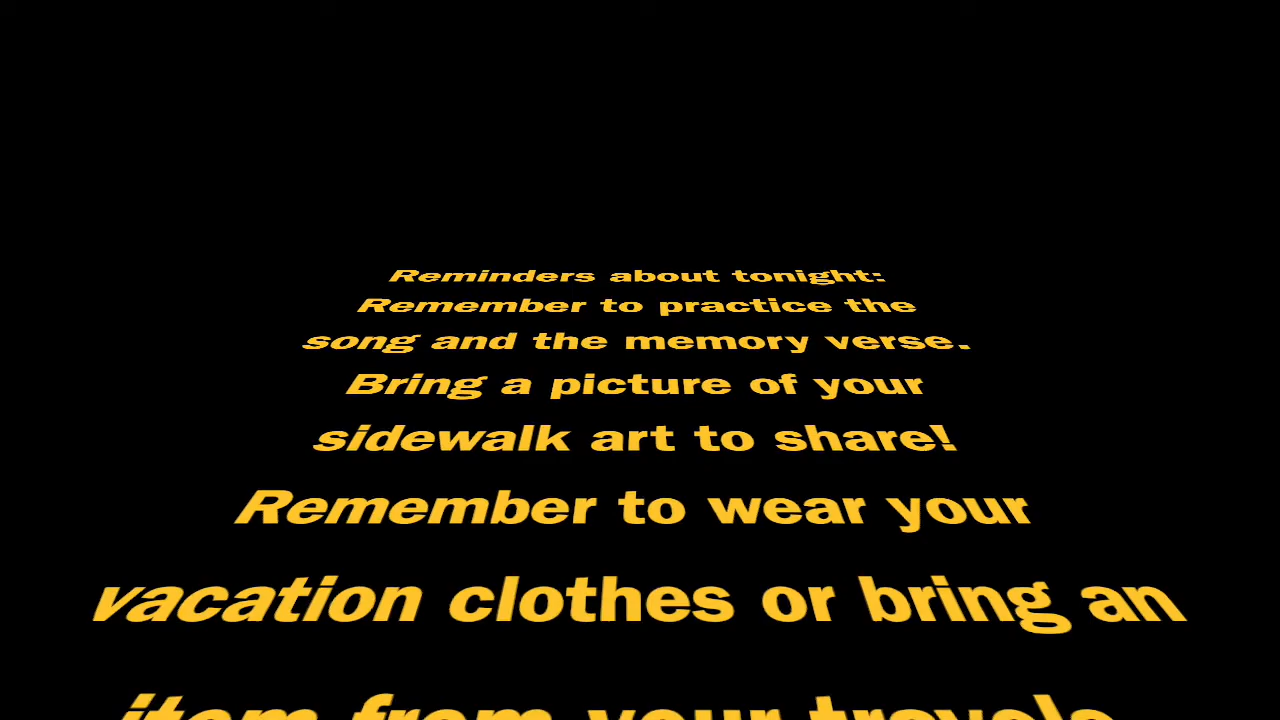 Reminders about tonight:
Remember to practice the
song and the memory verse.
Bring a picture of your
sidewalk art to share!
Remember to wear your
vacation clothes or bring an
item from your travels